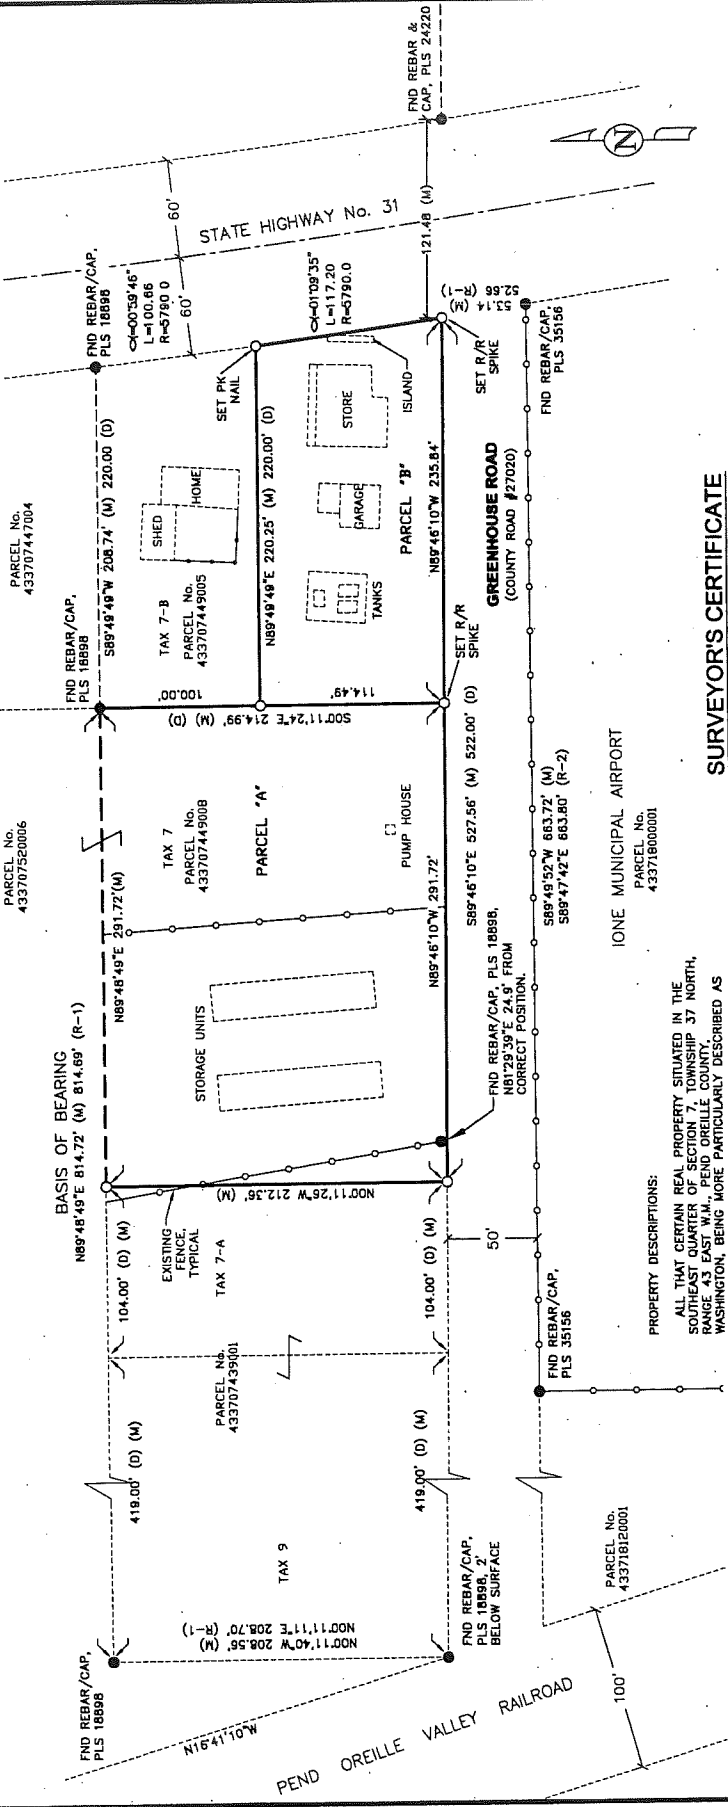 PARCEL No.
433707520006
PARCEL No.
433707447004
BASIS OF BEARING
N89°48'49"E 814.72' (M) 814.69' (R-1)
N89°48'49"E 291.72'(M)
FND REBAR/CAP,
PLS 18898
S89°49'49"W 208.74' (M) 220.00 (D)
FND REBAR/CAP,
PLS 18898
=00°59'46"
L=100.66
R=5790.0
60'
60'
STATE HIGHWAY No. 31
FND REBAR &
CAP, PLS 24220
FND REBAR/CAP,
PLS 18898
419.00' (D) (M)
104.00' (D) (M)
EXISTING
FENCE,
TYPICAL
TAX 7-A
PARCEL No.
433707439001
TAX 9
N00°11'40"W 208.56' (M)
N00°11'11"E 208.70' (R-1)
N16°41'10"W
PEND OREILLE VALLEY RAILROAD
100'
N00°11'26"W 212.36' (M)
STORAGE UNITS
TAX 7
PARCEL No.
433707449008
PARCEL "A"
PUMP HOUSE
100.00'
S00°11'24"E 214.99' (M) (D)
114.49'
TAX 7-B
PARCEL No.
433707449005
SHED
HOME
SET PK
NAIL
N89°49'49"E 220.25' (M) 220.00' (D)
=01°09'35"
L=117.20
R=5790.0
TANKS
GARAGE
STORE
ISLAND
PARCEL "B"
121.48 (M)
N89°46'10"W 291.72'
N89°46'10"W 235.84'
SET R/R
SPIKE
SET R/R
SPIKE
53.14 (M)
52.66 (R-1)
419.00' (D) (M)
104.00' (D) (M)
FND REBAR/CAP,
PLS 18898, 2'
BELOW SURFACE
FND REBAR/CAP, PLS 18898,
N81°29'39"E 24.9' FROM
CORRECT POSITION.
S89°46'10"E 527.56' (M) 522.00' (D)
GREENHOUSE ROAD
(COUNTY ROAD #27020)
50'
FND REBAR/CAP,
PLS 35156
S89°49'52"W 663.72' (M)
S89°47'42"E 663.80' (R-2)
FND REBAR/CAP,
PLS 35156
N
PARCEL No.
433718120001
IONE MUNICIPAL AIRPORT
PARCEL No.
433718000001
PROPERTY DESCRIPTIONS:
ALL THAT CERTAIN REAL PROPERTY SITUATED IN THE
SOUTHEAST QUARTER OF SECTION 7, TOWNSHIP 37 NORTH,
RANGE 43 EAST W.M., PEND OREILLE COUNTY,
WASHINGTON, BEING MORE PARTICULARLY DESCRIBED AS
SURVEYOR'S CERTIFICATE